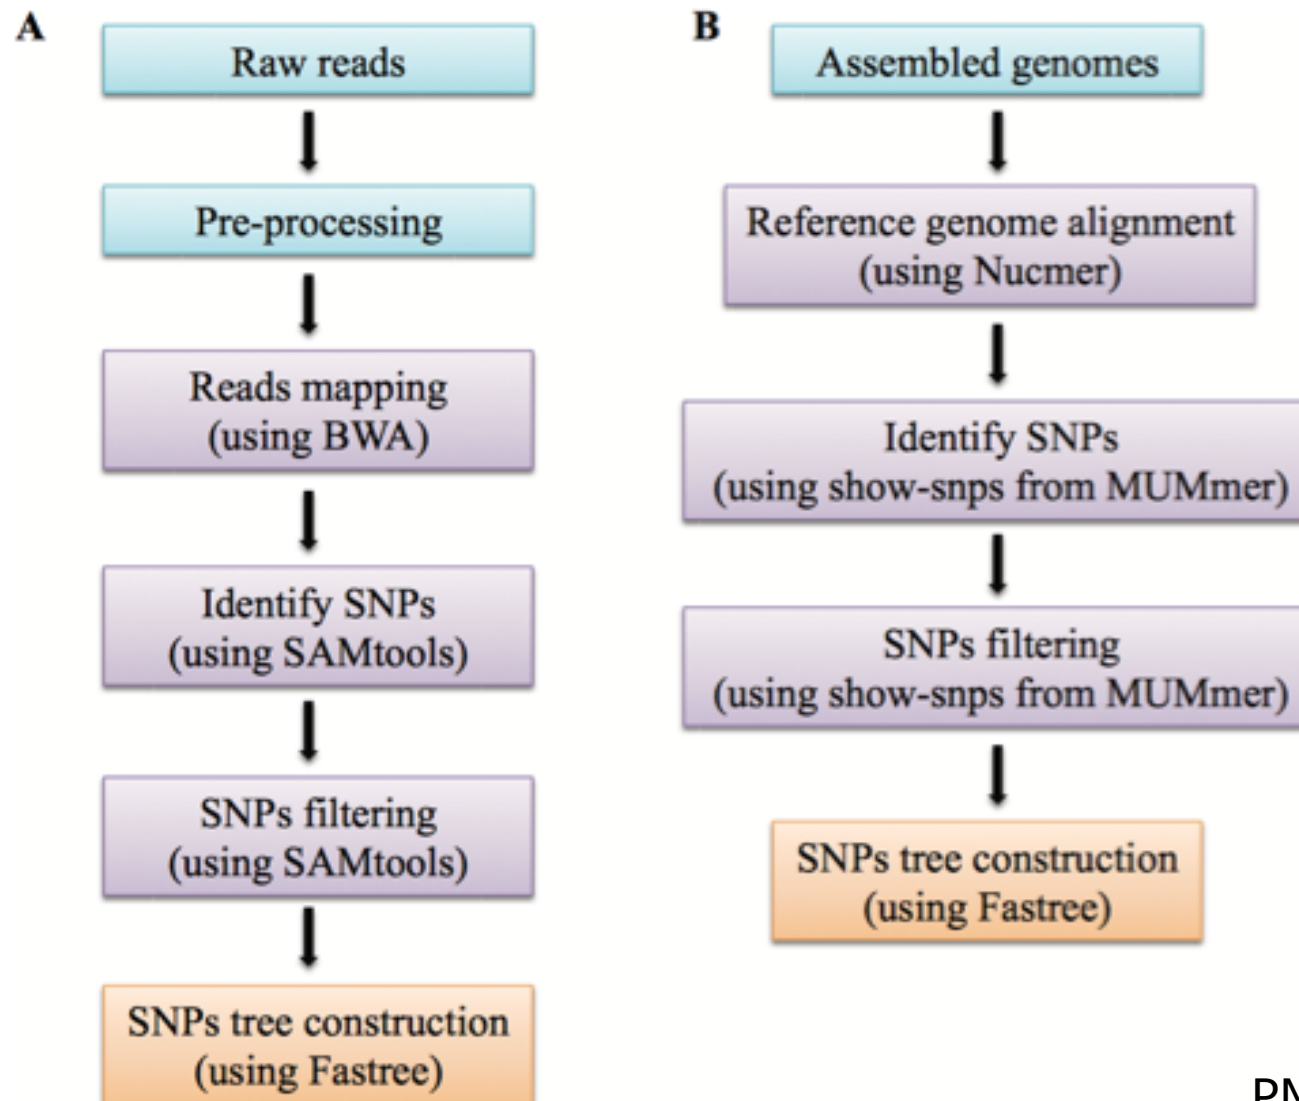 A
Raw reads
Pre-processing
Reads mapping
(using BWA)
Identify SNPs
(using SAMtools)
SNPs filtering
(using SAMtools)
SNPs tree construction
(using Fastree)
B
Assembled genomes
Reference genome alignment
(using Nucmer)
Identify SNPs
(using show-snps from MUMmer)
SNPs filtering
(using show-snps from MUMmer)
SNPs tree construction
(using Fastree)